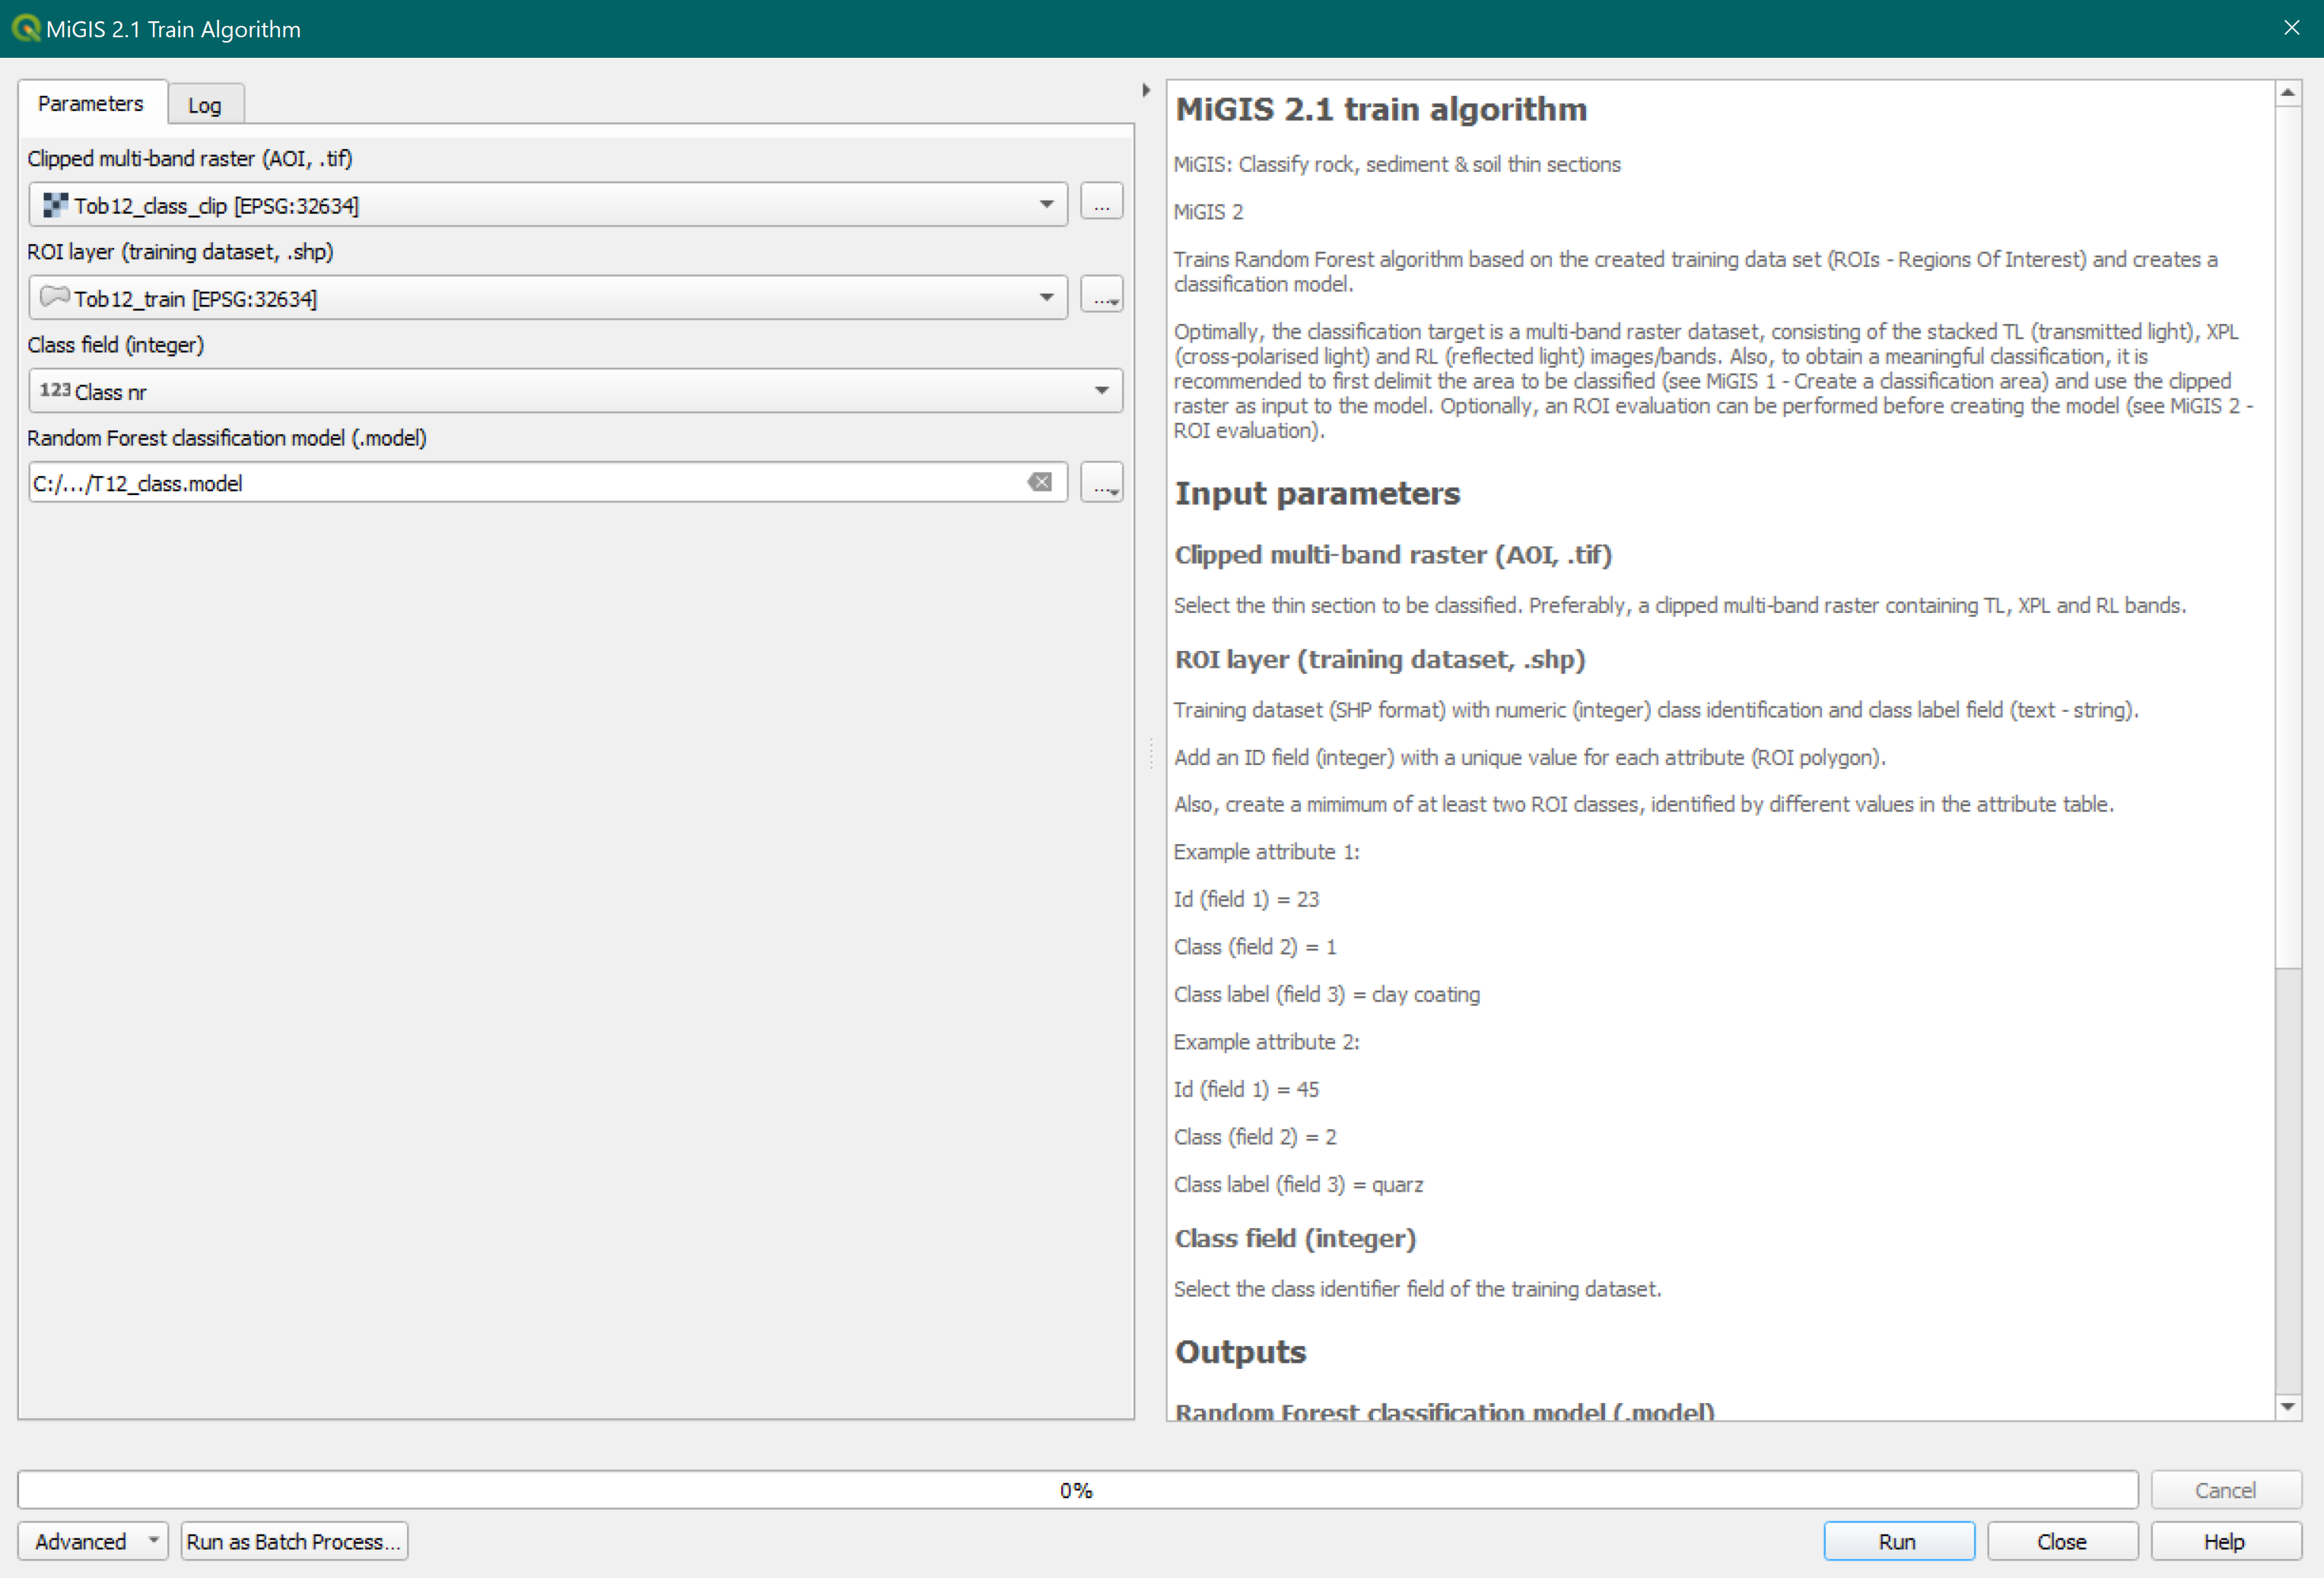 MiGIS 2.1 Train Algorithm
Parameters
Log
Clipped multi-band raster (AOI, .tif)
Tob12_class_clip [EPSG:32634]
...
ROI layer (training dataset, .shp)
Tob12_train [EPSG:32634]
...
Class field (integer)
123 Class nr
Random Forest classification model (.model)
C:/.../T12_class.model
...
MiGIS 2.1 train algorithm
MiGIS: Classify rock, sediment & soil thin sections
MiGIS 2
Trains Random Forest algorithm based on the created training data set (ROIs - Regions Of Interest) and creates a
classification model.
Optimally, the classification target is a multi-band raster dataset, consisting of the stacked TL (transmitted light), XPL
(cross-polarised light) and RL (reflected light) images/bands. Also, to obtain a meaningful classification, it is
recommended to first delimit the area to be classified (see MiGIS 1 - Create a classification area) and use the clipped
raster as input to the model. Optionally, an ROI evaluation can be performed before creating the model (see MiGIS 2 -
ROI evaluation).
Input parameters
Clipped multi-band raster (AOI, .tif)
Select the thin section to be classified. Preferably, a clipped multi-band raster containing TL, XPL and RL bands.
ROI layer (training dataset, .shp)
Training dataset (SHP format) with numeric (integer) class identification and class label field (text - string).
Add an ID field (integer) with a unique value for each attribute (ROI polygon).
Also, create a mimimum of at least two ROI classes, identified by different values in the attribute table.
Example attribute 1:
Id (field 1) = 23
Class (field 2) = 1
Class label (field 3) = clay coating
Example attribute 2:
Id (field 1) = 45
Class (field 2) = 2
Class label (field 3) = quarz
Class field (integer)
Select the class identifier field of the training dataset.
Outputs
Random Forest classification model (.model)
0%
Cancel
Advanced
Run as Batch Process...
Run
Close
Help